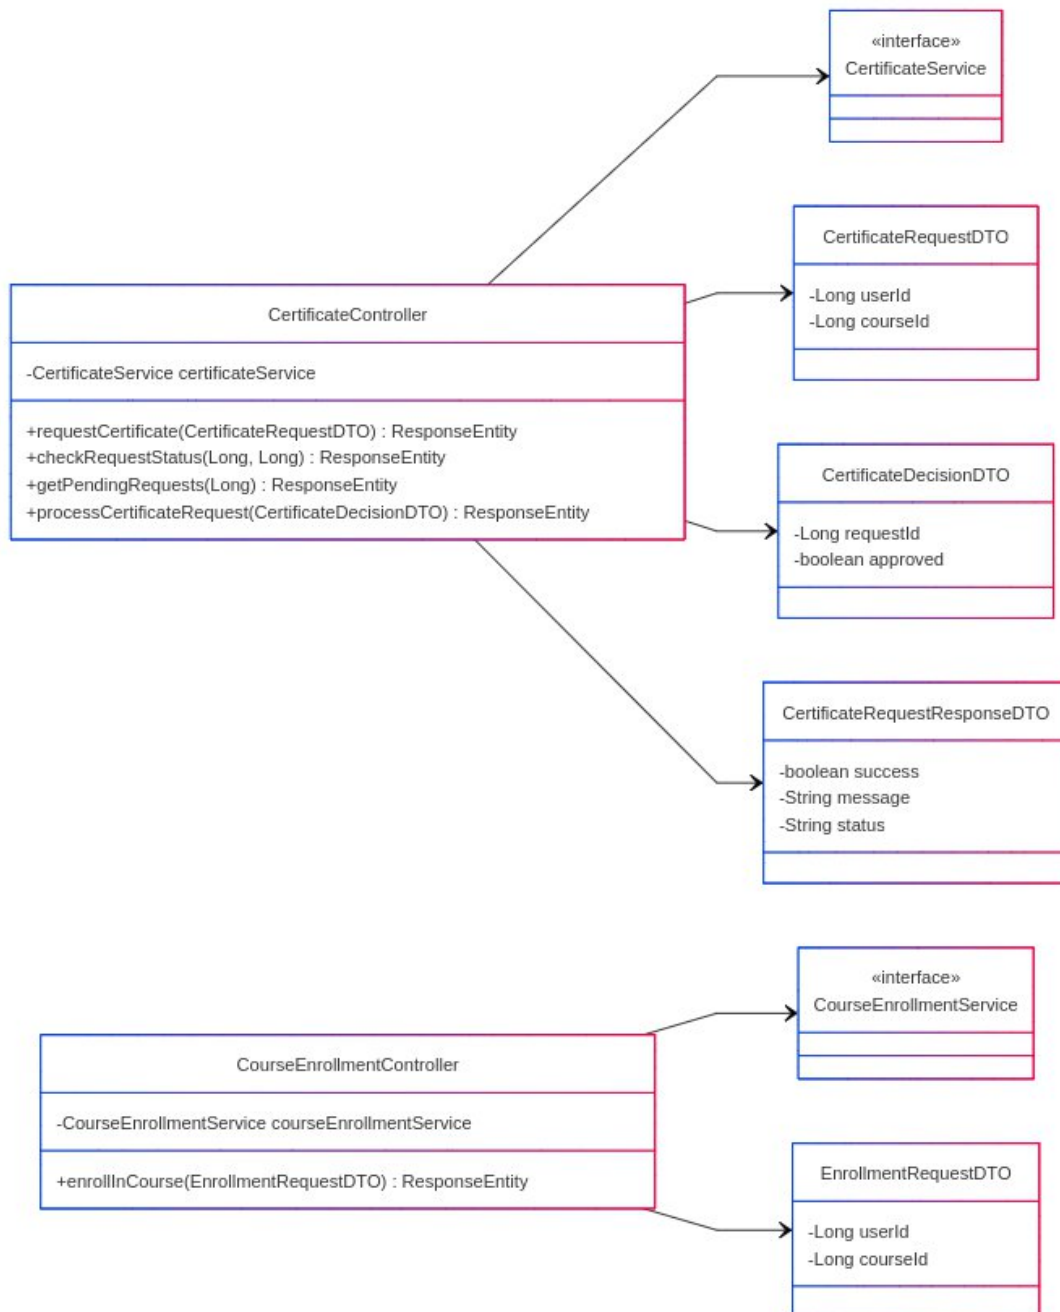 «interface»
CertificateService
CertificateRequestDTO
-Long userId
-Long courseId
CertificateController
-CertificateService certificateService
+requestCertificate(CertificateRequestDTO) : ResponseEntity
+checkRequestStatus(Long, Long) : ResponseEntity
+getPendingRequests(Long) : ResponseEntity
+processCertificateRequest(CertificateDecisionDTO) : ResponseEntity
CertificateDecisionDTO
-Long requestId
-boolean approved
CertificateRequestResponseDTO
-boolean success
-String message
-String status
«interface»
CourseEnrollmentService
CourseEnrollmentController
-CourseEnrollmentService courseEnrollmentService
+enrollInCourse(EnrollmentRequestDTO) : ResponseEntity
EnrollmentRequestDTO
-Long userId
-Long courseId